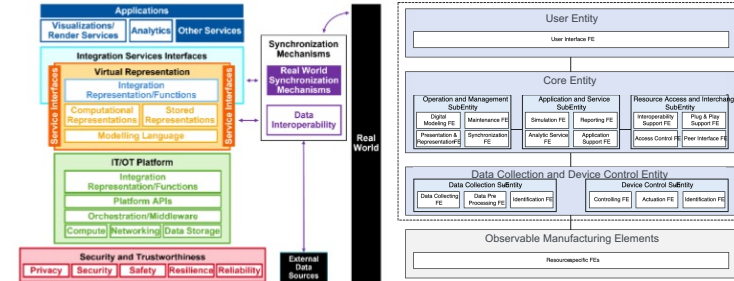 Applications
Visualizations/
Render Services
Analytics
Other Services
Integration Services Interfaces
Virtual Representation
Service Interfaces
Integration
Representation/Functions
Computational
Representations
Stored
Representations
Modelling Language
Service Interfaces
IT/OT Platform
Integration
Representation/Functions
Platform APIs
Orchestration/Middleware
Compute
Networking
Data Storage
Security and Trustworthiness
Privacy
Security
Safety
Resilience
Reliability
Synchronization
Mechanisms
Real World
Synchronization
Mechanisms
Data
Interoperability
External
Data
Sources
Real
World
User Entity
User Interface FE
Core Entity
Operation and Management
SubEntity
Digital
Modeling FE
Maintenance FE
Presentation &
Representation FE
Synchronization
FE
Application and Service
SubEntity
Simulation FE
Reporting FE
Analytic Service
FE
Application
Support FE
Resource Access and Interchang
SubEntity
Interoperability
Support FE
Plug & Play
Support FE
Access Control FE
Peer Interface FE
Data Collection and Device Control Entity
Data Collection SubEntity
Data Collecting
FE
Data Pre
Processing FE
Identification FE
Device Control SubEntity
Controlling FE
Actuation FE
Identification FE
Observable Manufacturing Elements
Resourcespecific FEs